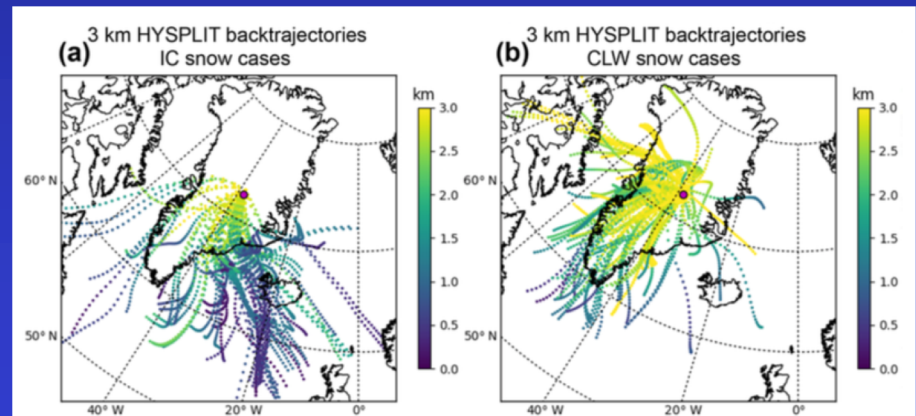 (a)
3 km HYSPLIT backtrajectories
IC snow cases
km
3.0
2.5
2.0
1.5
1.0
0.5
0.0
60° N
50° N
40° W
20° W
0°
(b)
3 km HYSPLIT backtrajectories
CLW snow cases
km
3.0
2.5
2.0
1.5
1.0
0.5
0.0
60° N
50° N
40° W
20° W
0°